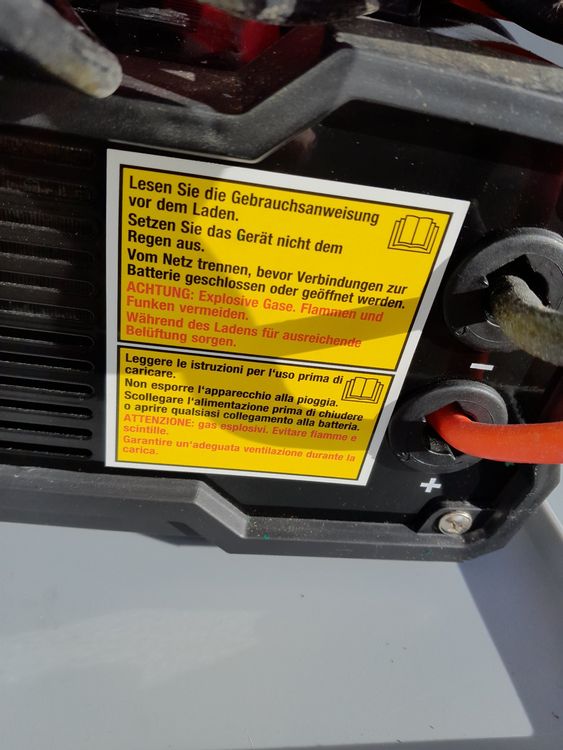 Lesen Sie die Gebrauchsanweisung
vor dem Laden.
Setzen Sie das Gerät nicht dem
Regen aus.
Vom Netz trennen, bevor Verbindungen zur
Batterie geschlossen oder geöffnet werden.
ACHTUNG: Explosive Gase. Flammen und
Funken vermeiden.
Während des Ladens für ausreichende
Belüftung sorgen.
Leggere le istruzioni per l'uso prima di
caricare.
Non esporre l'apparecchio alla pioggia.
Scollegare l'alimentazione prima di chiudere
o aprire qualsiasi collegamento alla batteria.
ATTENZIONE: gas esplosivi. Evitare fiamme e
scintille.
Garantire un'adeguata ventilazione durante la
carica.
−
+